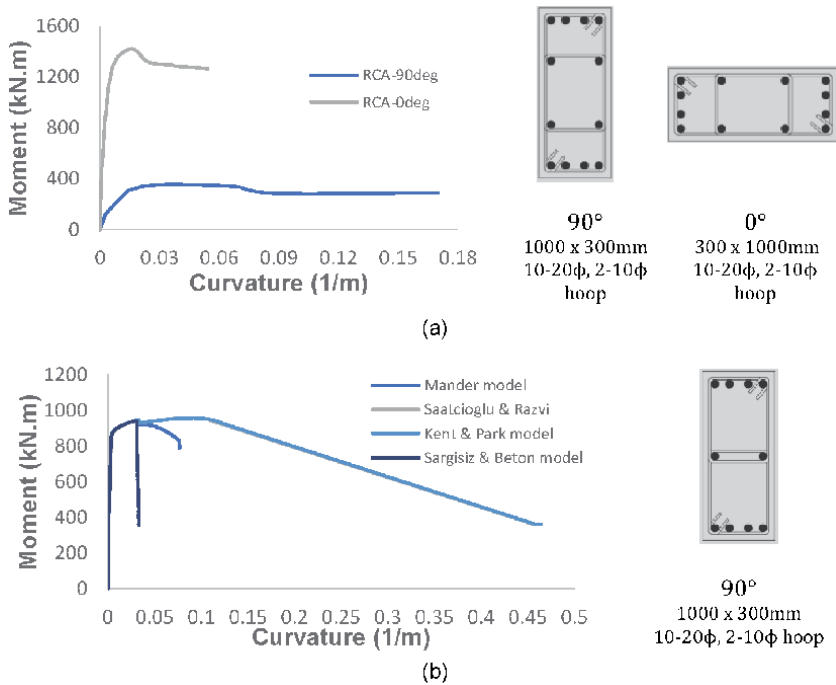 1600
1200
800
400
0
Moment (kN.m)
RCA-90deg
RCA-0deg
0
0.03
0.06
0.09
0.12
0.15
0.18
Curvature (1/m)
90°
1000 x 300mm
10-20ϕ, 2-10ϕ
hoop
0°
300 x 1000mm
10-20ϕ, 2-10ϕ
hoop
(a)
1200
1000
800
600
400
200
0
Moment (kN.m)
Mander model
Saatcioglu & Razvi
Kent & Park model
Sargisiz & Beton model
0
0.05
0.1
0.15
0.2
0.25
0.3
0.35
0.4
0.45
0.5
Curvature (1/m)
90°
1000 x 300mm
10-20ϕ, 2-10ϕ hoop
(b)